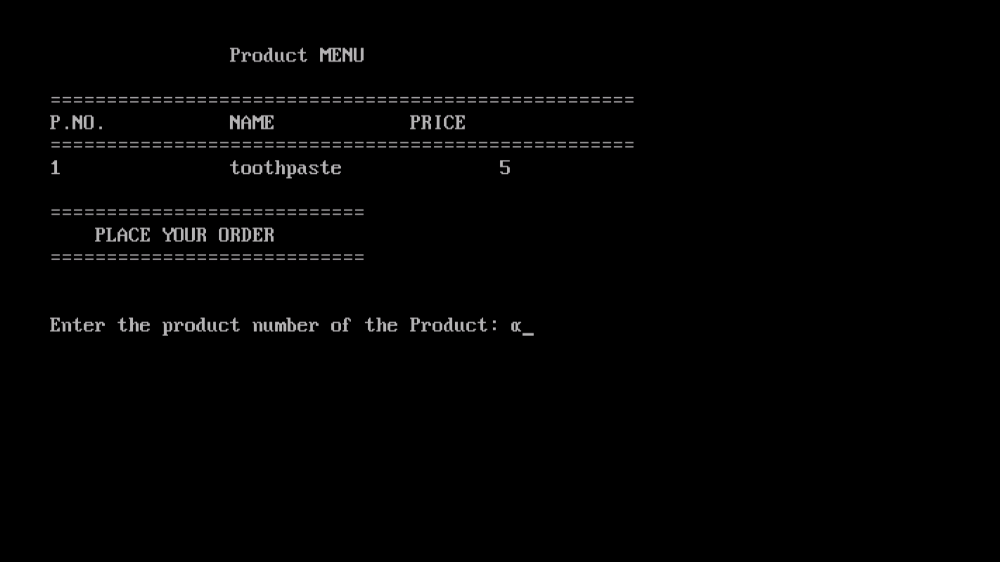 Product MENU
====================================================
P.NO. NAME PRICE
====================================================
1 toothpaste 5
============================
PLACE YOUR ORDER
============================
Enter the product number of the Product: α_